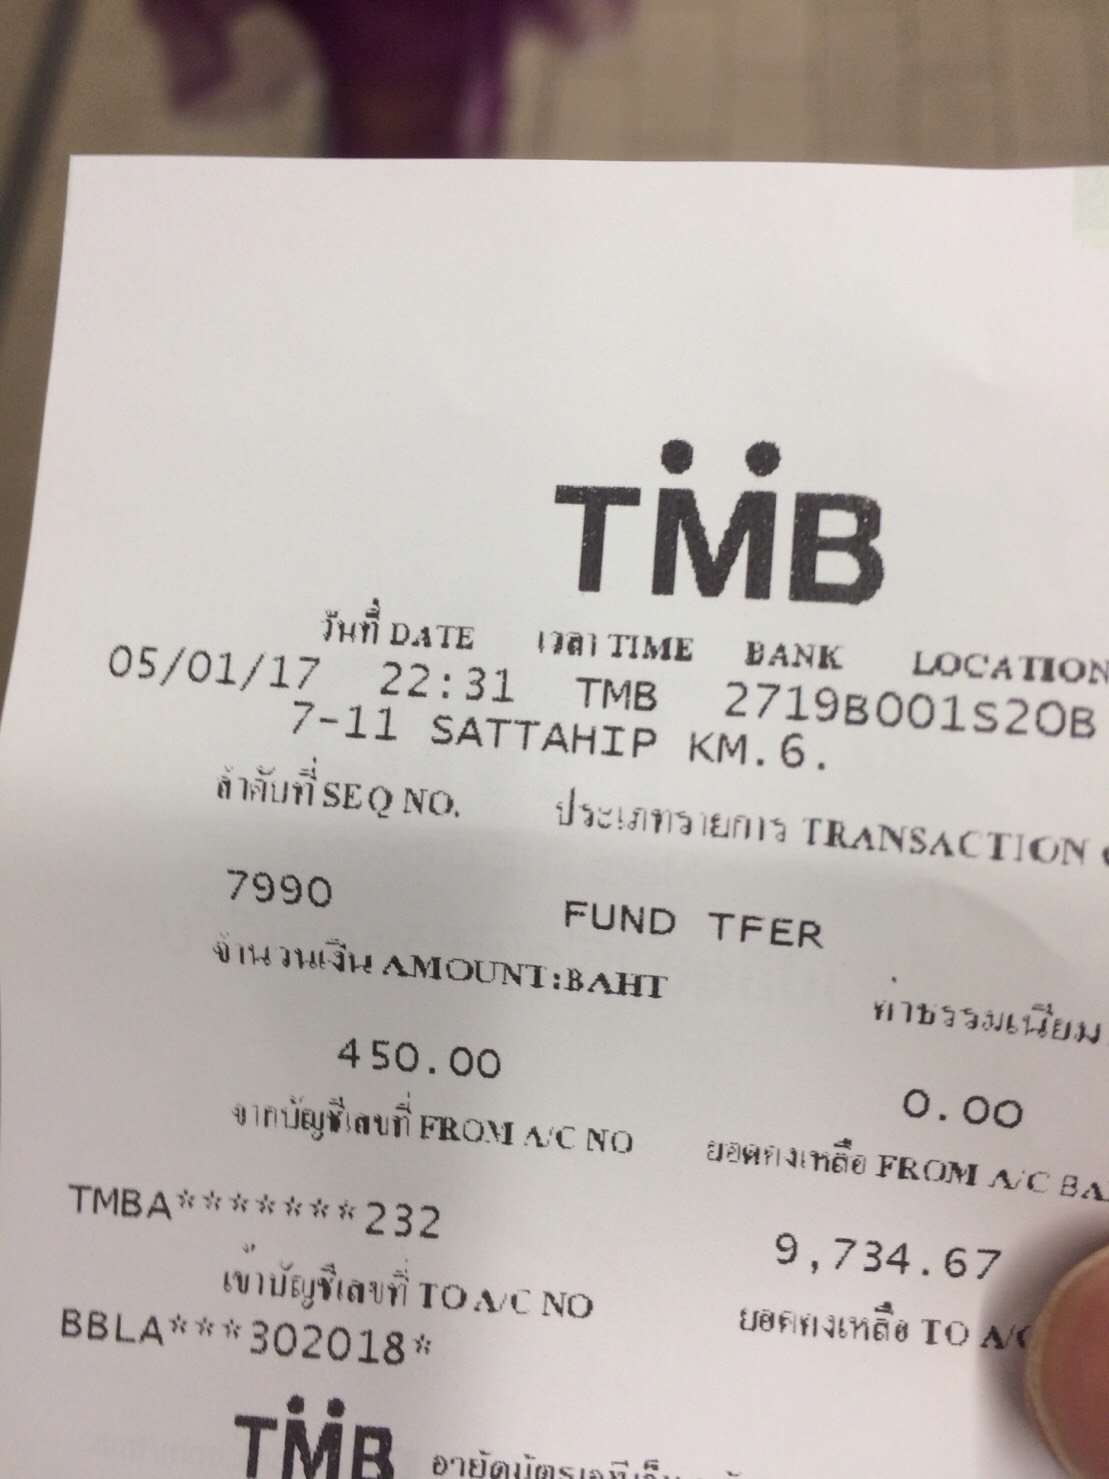 TMB
วันที่ DATE เวลา TIME BANK LOCATION
05/01/17 22:31 TMB 2719B001S20B
7-11 SATTAHIP KM.6.
ลำดับที่ SEQ NO. ประเภทรายการ TRANSACTION
7990 FUND TFER
จำนวนเงิน AMOUNT:BAHT ค่าธรรมเนียม
450.00 0.00
จากบัญชีเลขที่ FROM A/C NO ยอดคงเหลือ FROM A/C BA
TMBA*******232 9,734.67
เข้าบัญชีเลขที่ TO A/C NO ยอดคงเหลือ TO A/C
BBLA***302018*
TMB